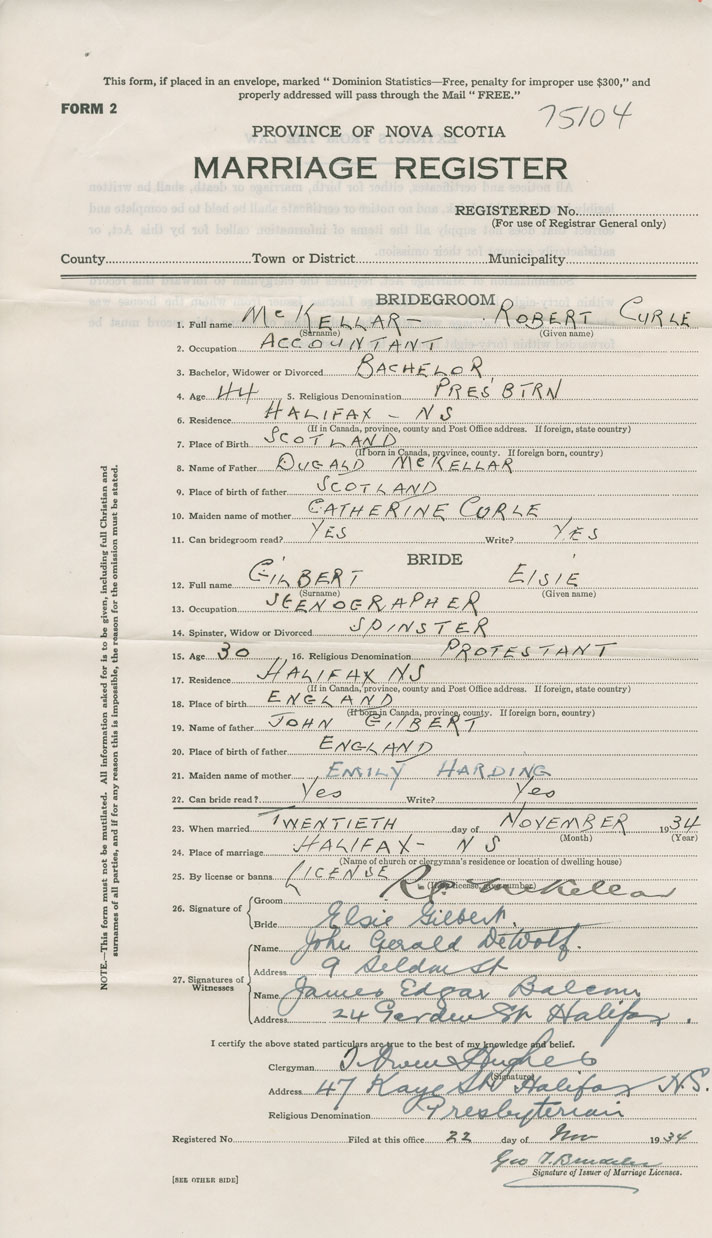 This form, if placed in an envelope, marked “ Dominion Statistics—Free, penalty for improper use $300,” and
properly addressed will pass through the Mail “ FREE.”
FORM 2
75104
PROVINCE OF NOVA SCOTIA
MARRIAGE REGISTER
REGISTERED No.
(For use of Registrar General only)
County Town or District Municipality
BRIDEGROOM
1. Full name McKELLAR- ROBERT CURLE
(Surname) (Given name)
2. Occupation ACCOUNTANT
3. Bachelor, Widower or Divorced BACHELOR
4. Age 44 5. Religious Denomination PRES'BTRN
6. Residence HALIFAX - NS
(If in Canada, province, county and Post Office address. If foreign, state country)
7. Place of Birth SCOTLAND
(If born in Canada, province, county. If foreign born, country)
8. Name of Father DUGALD McKELLAR
9. Place of birth of father SCOTLAND
10. Maiden name of mother CATHERINE CURLE
11. Can bridegroom read? YES Write? YES
BRIDE
12. Full name GILBERT ElSIE
(Surname) (Given name)
13. Occupation STENOGRAPHER
14. Spinster, Widow or Divorced SPINSTER
15. Age 30 16. Religious Denomination PROTESTANT
17. Residence HALIFAX NS
(If in Canada, province, county and Post Office address. If foreign, state country)
18. Place of birth ENGLAND
(If born in Canada, province, county. If foreign born, country)
19. Name of father JOHN GILBERT
20. Place of birth of father ENGLAND
21. Maiden name of mother EMILY HARDING
22. Can bride read? Yes Write? Yes
23. When married TWENTIETH day of NOVEMBER 1934
(Month) (Year)
24. Place of marriage HALIFAX- NS
(Name of church or clergyman's residence or location of dwelling house)
25. By license or banns LICENSE
(If by license, give number)
26. Signature of Groom R.C. McKellar
Bride Elsie Gilbert.
27. Signatures of Witnesses
Name John Gerald DeWolf.
Address 9 Seldon St
Name James Edgar Balcom
Address 24 Garden St Halifax.
I certify the above stated particulars are true to the best of my knowledge and belief.
Clergyman Owen Hughes
(Signature)
Address 47 Kaye St Halifax N.S.
Religious Denomination Presbyterian
Registered No. Filed at this office 22 day of Nov 1934
Geo T.
Signature of Issuer of Marriage Licenses.
[SEE OTHER SIDE]
NOTE.—This form must not be mutilated. All information asked for is to be given, including full Christian and
surnames of all parties, and if for any reason this is impossible, the reason for the omission must be stated.